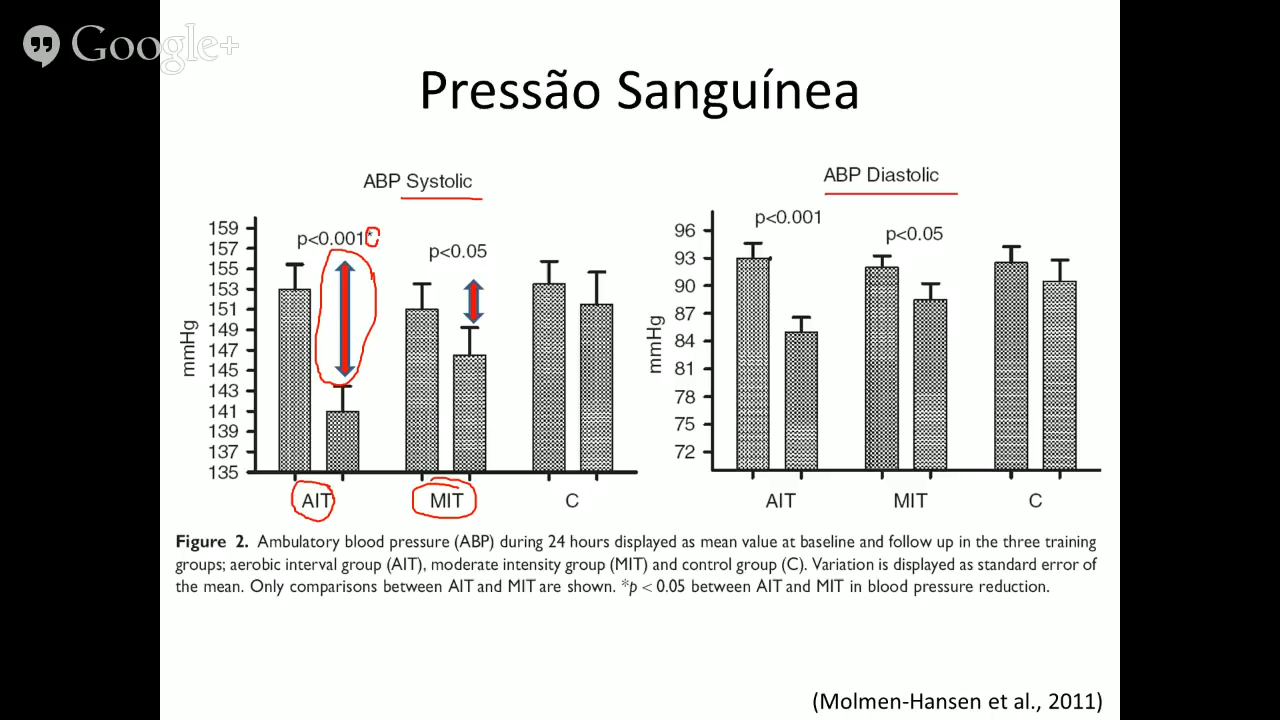 Google+
Pressão Sanguínea
ABP Systolic
p<0.001*
p<0.05
159
157
155
153
151
149
147
145
143
141
139
137
135
mmHg
AIT
MIT
C
ABP Diastolic
p<0.001
p<0.05
96
93
90
87
84
81
78
75
72
mmHg
AIT
MIT
C
Figure 2. Ambulatory blood pressure (ABP) during 24 hours displayed as mean value at baseline and follow up in the three training
groups; aerobic interval group (AIT), moderate intensity group (MIT) and control group (C). Variation is displayed as standard error of
the mean. Only comparisons between AIT and MIT are shown. *p < 0.05 between AIT and MIT in blood pressure reduction.
(Molmen-Hansen et al., 2011)